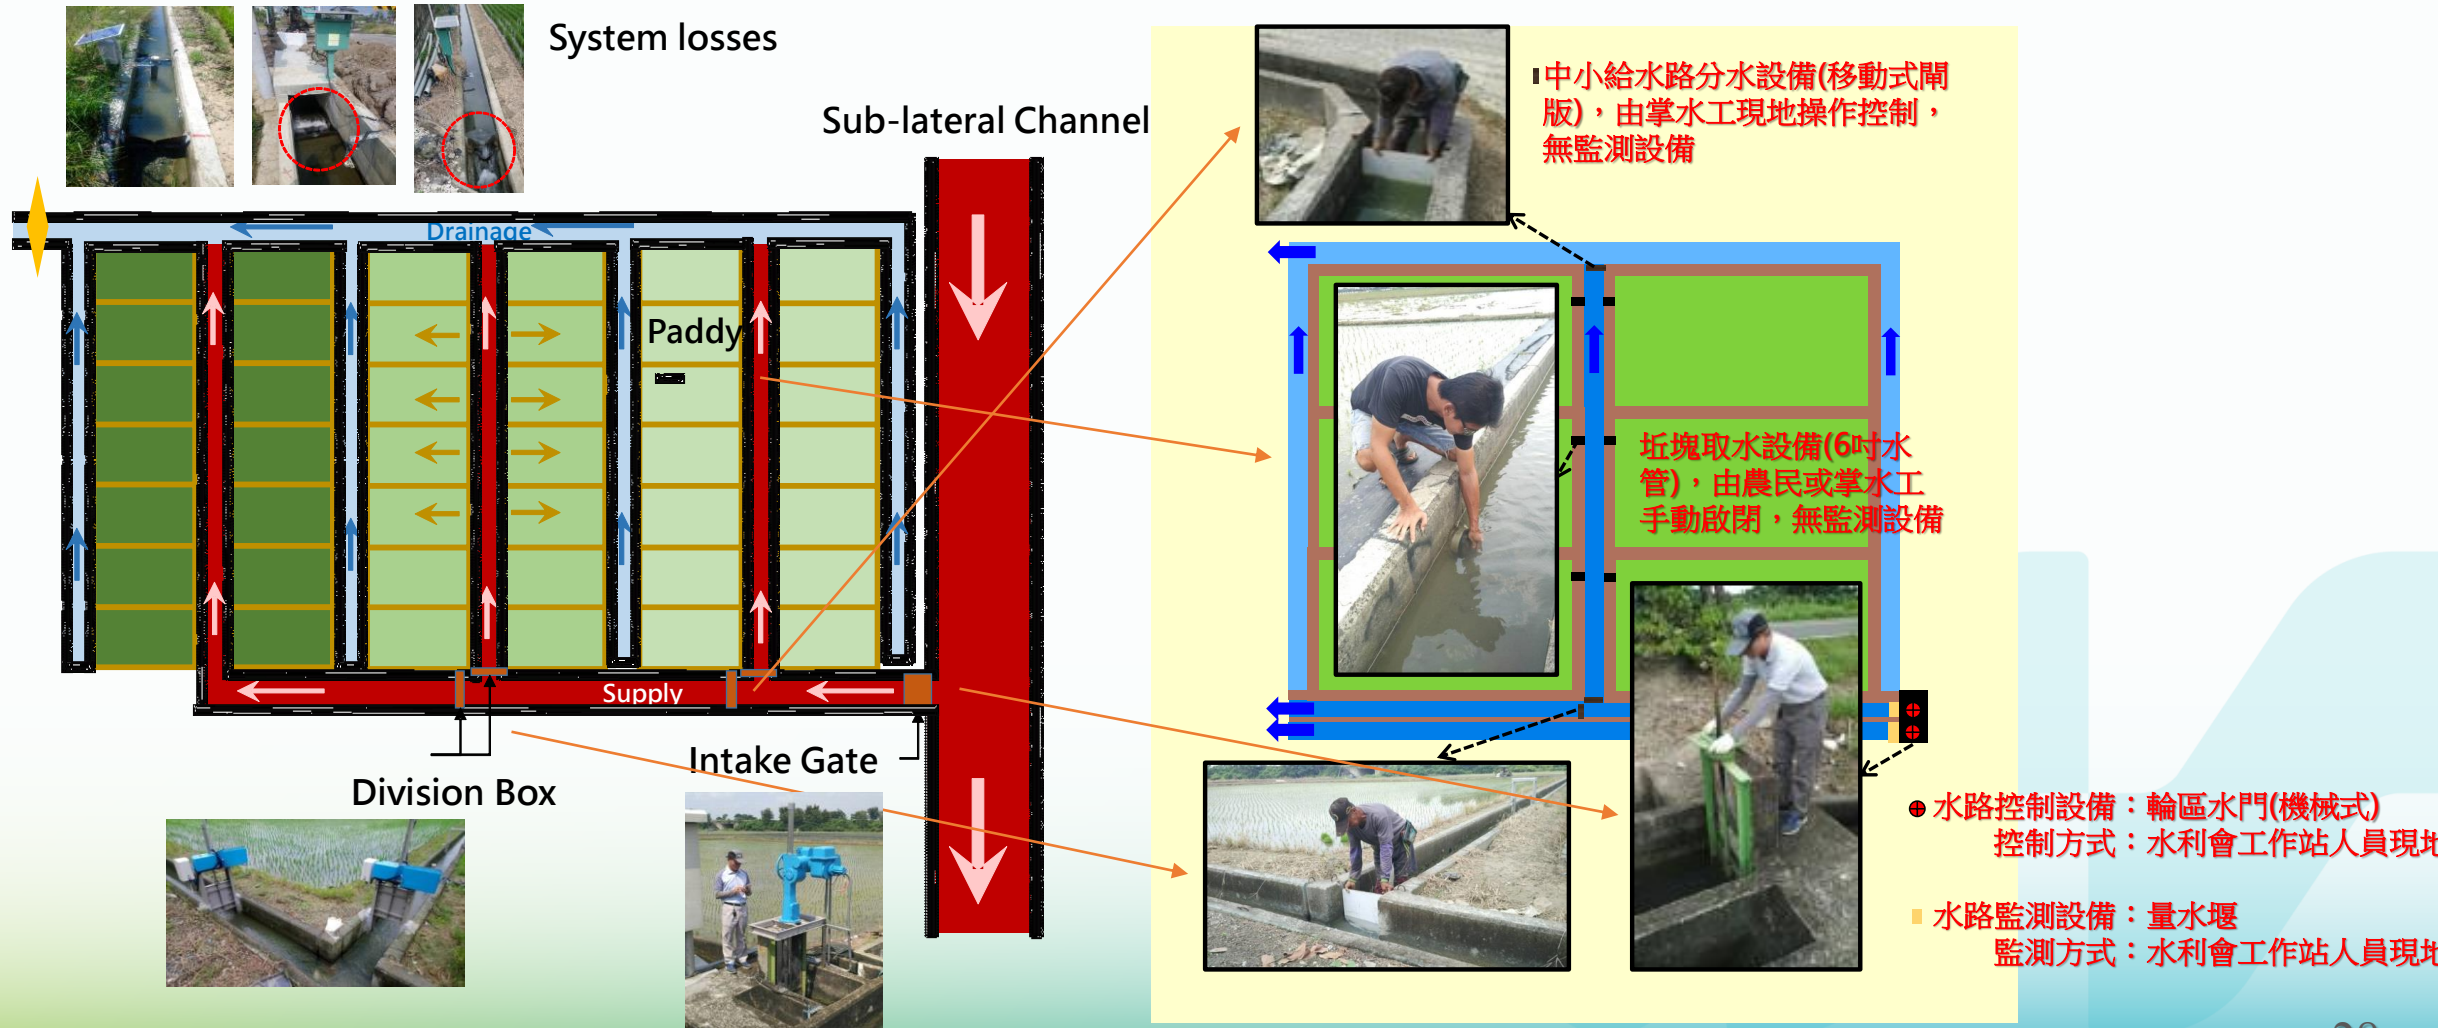 System losses
Sub-lateral Channel
Drainage
Paddy
Supply
Intake Gate
Division Box
中小給水路分水設備(移動式閘
版)，由掌水工現地操作控制，
無監測設備
坵塊取水設備(6吋水
管)，由農民或掌水工
手動啟閉，無監測設備
水路控制設備：輪區水門(機械式)
控制方式：水利會工作站人員現地
水路監測設備：量水堰
監測方式：水利會工作站人員現地